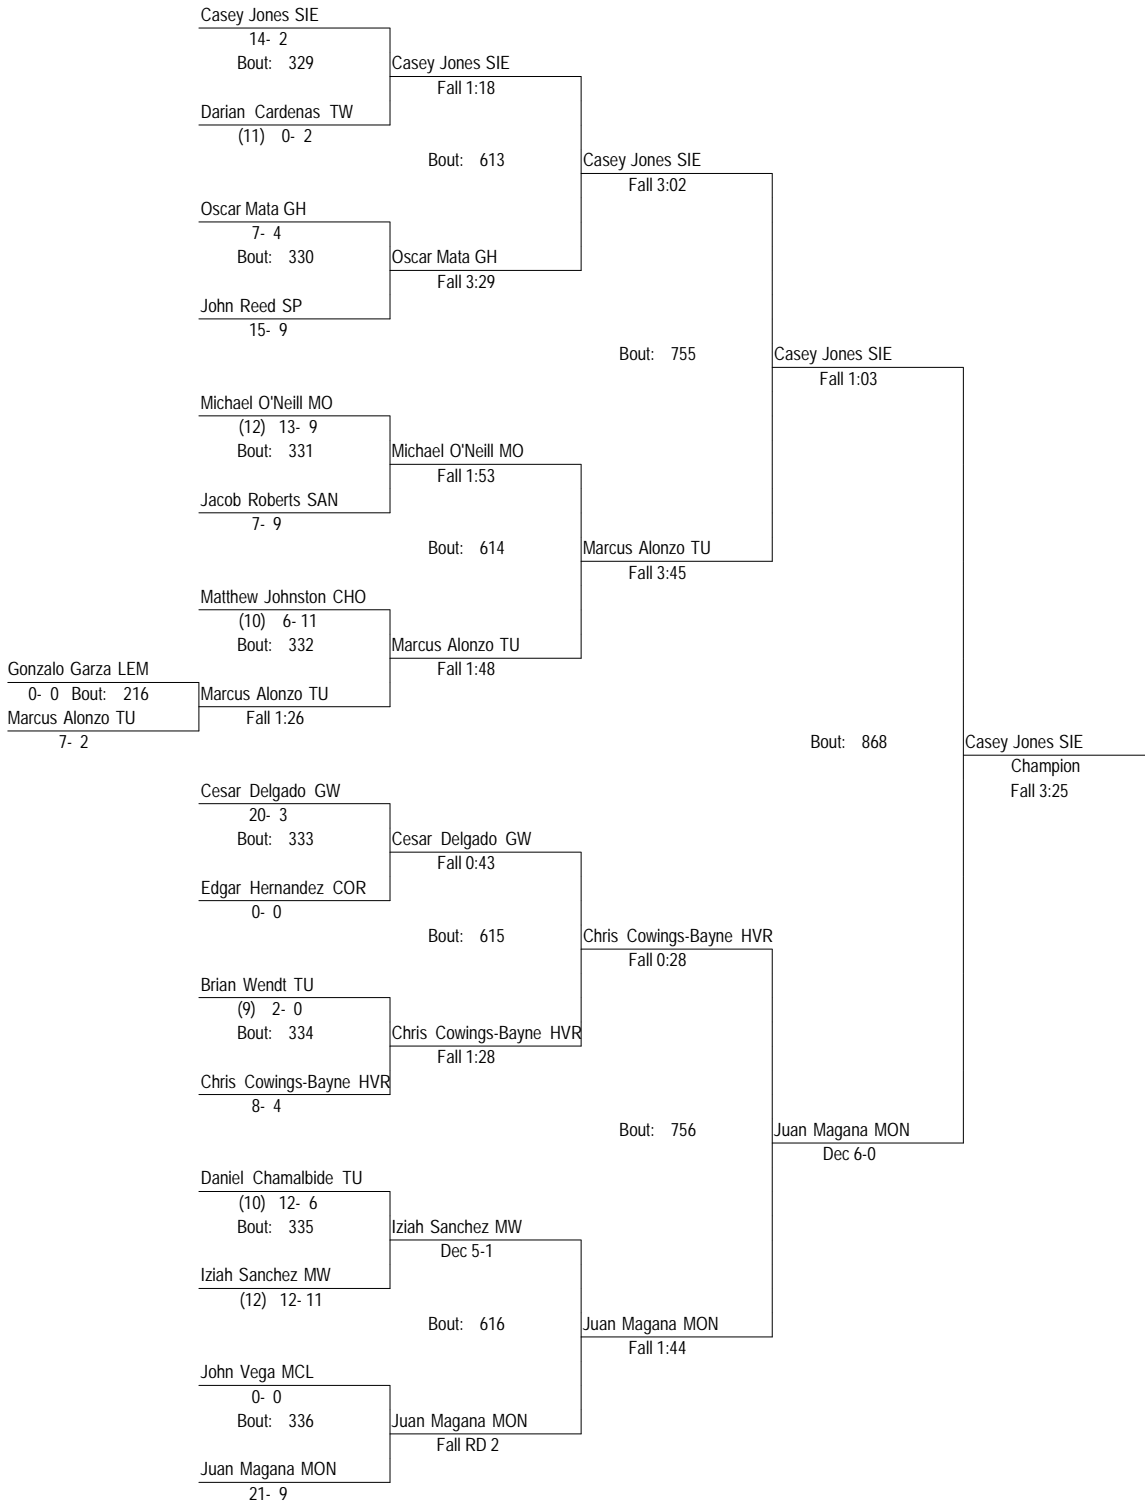 Casey Jones SIE
14- 2
Bout: 329
Casey Jones SIE
Fall 1:18
Darian Cardenas TW
(11) 0- 2
Bout: 613
Casey Jones SIE
Fall 3:02
Oscar Mata GH
7- 4
Bout: 330
Oscar Mata GH
Fall 3:29
John Reed SP
15- 9
Bout: 755
Casey Jones SIE
Fall 1:03
Michael O'Neill MO
(12) 13- 9
Bout: 331
Michael O'Neill MO
Fall 1:53
Jacob Roberts SAN
7- 9
Bout: 614
Marcus Alonzo TU
Fall 3:45
Matthew Johnston CHO
(10) 6- 11
Bout: 332
Marcus Alonzo TU
Fall 1:48
Gonzalo Garza LEM
0- 0 Bout: 216
Marcus Alonzo TU
Fall 1:26
Marcus Alonzo TU
7- 2
Bout: 868
Casey Jones SIE
Champion
Fall 3:25
Cesar Delgado GW
20- 3
Bout: 333
Cesar Delgado GW
Fall 0:43
Edgar Hernandez COR
0- 0
Bout: 615
Chris Cowings-Bayne HVR
Fall 0:28
Brian Wendt TU
(9) 2- 0
Bout: 334
Chris Cowings-Bayne HVR
Fall 1:28
Chris Cowings-Bayne HVR
8- 4
Bout: 756
Juan Magana MON
Dec 6-0
Daniel Chamalbide TU
(10) 12- 6
Bout: 335
Iziah Sanchez MW
Dec 5-1
Iziah Sanchez MW
(12) 12- 11
Bout: 616
Juan Magana MON
Fall 1:44
John Vega MCL
0- 0
Bout: 336
Juan Magana MON
Fall RD 2
Juan Magana MON
21- 9